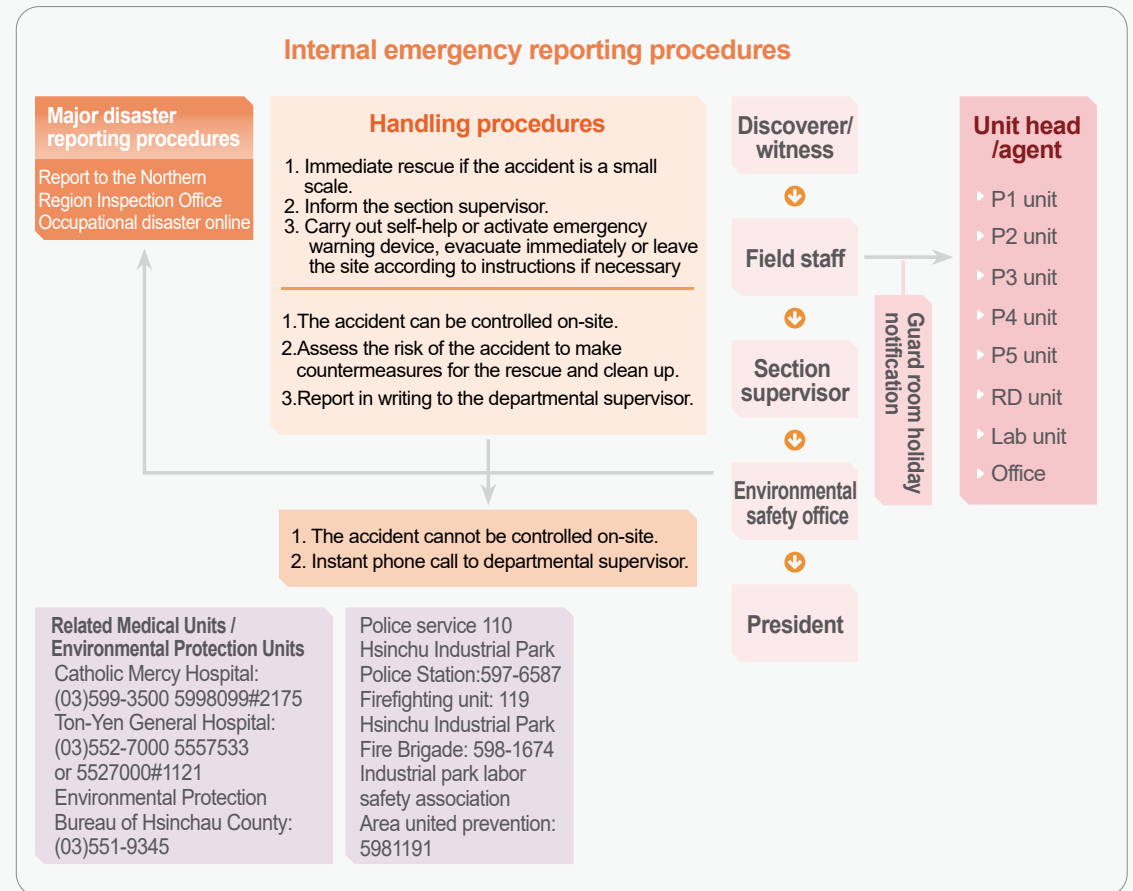 Internal emergency reporting procedures
Major disaster
reporting procedures
Report to the Northern
Region Inspection Office
Occupational disaster online
Handling procedures
1. Immediate rescue if the accident is a small
scale.
2. Inform the section supervisor.
3. Carry out self-help or activate emergency
warning device, evacuate immediately or leave
the site according to instructions if necessary
1.The accident can be controlled on-site.
2.Assess the risk of the accident to make
countermeasures for the rescue and clean up.
3.Report in writing to the departmental supervisor.
1. The accident cannot be controlled on-site.
2. Instant phone call to departmental supervisor.
Discoverer/
witness
Field staff
Section
supervisor
Environmental
safety office
President
Guard room holiday
notification
Unit head
/agent
P1 unit
P2 unit
P3 unit
P4 unit
P5 unit
RD unit
Lab unit
Office
Related Medical Units /
Environmental Protection Units
Catholic Mercy Hospital:
(03)599-3500 5998099#2175
Ton-Yen General Hospital:
(03)552-7000 5557533
or 5527000#1121
Environmental Protection
Bureau of Hsinchau County:
(03)551-9345
Police service 110
Hsinchu Industrial Park
Police Station:597-6587
Firefighting unit: 119
Hsinchu Industrial Park
Fire Brigade: 598-1674
Industrial park labor
safety association
Area united prevention:
5981191